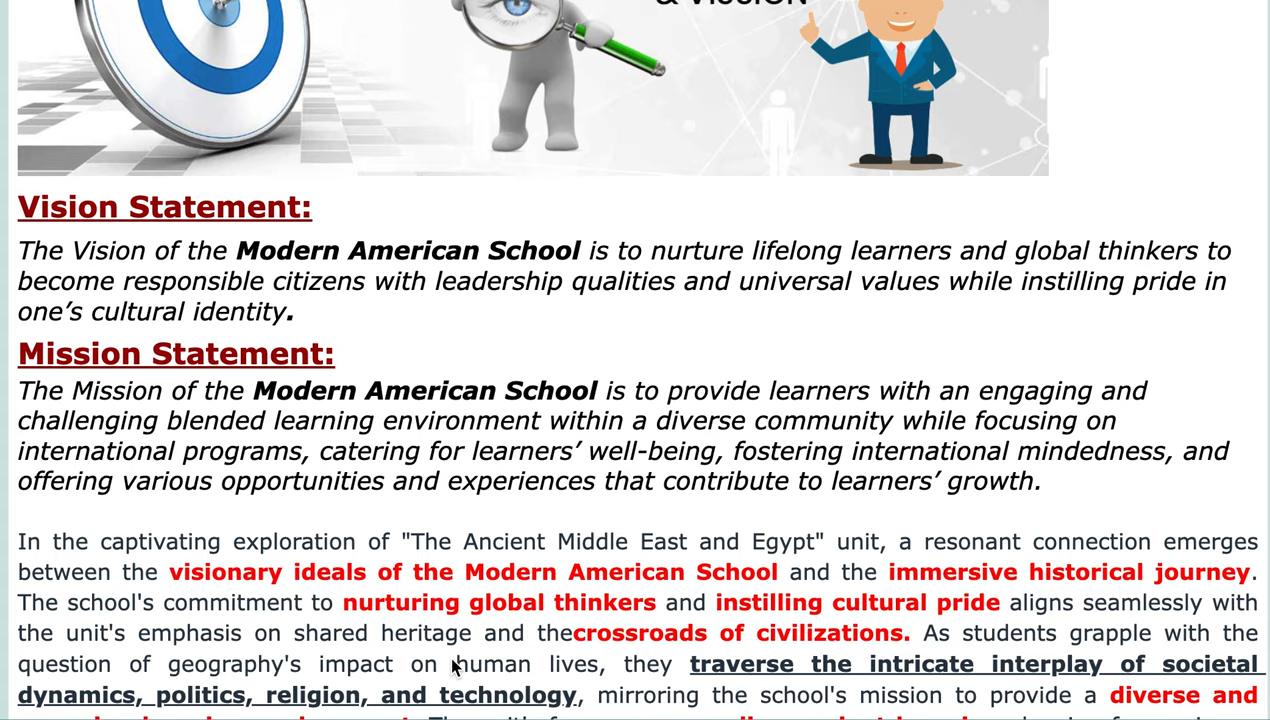 & VISION
Vision Statement:
The Vision of the Modern American School is to nurture lifelong learners and global thinkers to
become responsible citizens with leadership qualities and universal values while instilling pride in
one’s cultural identity.
Mission Statement:
The Mission of the Modern American School is to provide learners with an engaging and
challenging blended learning environment within a diverse community while focusing on
international programs, catering for learners’ well-being, fostering international mindedness, and
offering various opportunities and experiences that contribute to learners’ growth.
In the captivating exploration of "The Ancient Middle East and Egypt" unit, a resonant connection emerges
between the visionary ideals of the Modern American School and the immersive historical journey.
The school's commitment to nurturing global thinkers and instilling cultural pride aligns seamlessly with
the unit's emphasis on shared heritage and thecrossroads of civilizations. As students grapple with the
question of geography's impact on human lives, they traverse the intricate interplay of societal
dynamics, politics, religion, and technology, mirroring the school's mission to provide a diverse and